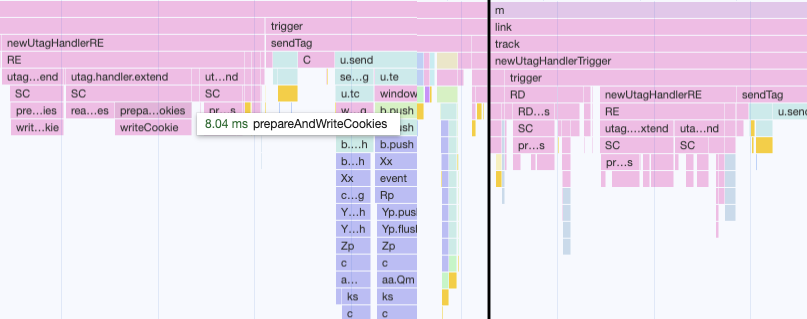 m
link
trigger
track
newUtagHandlerRE
sendTag
newUtagHandlerTrigger
RE
C
u.send
trigger
utag…end
utag.handler.extend
ut…nd
se…g
u.te
RD
newUtagHandlerRE
sendTag
SC
SC
SC
u.tc
window
RD…s
RE
u.send
pre…ies
rea…es
prepa…okies
pr…s
b.push
SC
utag….xtend
uta…nd
writ…kie
writeCookie
8.04 ms prepareAndWriteCookies
pr…s
SC
SC
b…h
b.push
b…h
Xx
pr…s
Xx
event
c…g
Rp
Y…h
Yp.pus
Y…h
Yp.flus
Zp
Zp
c
c
a…
aa.Qm
ks
ks
c
c